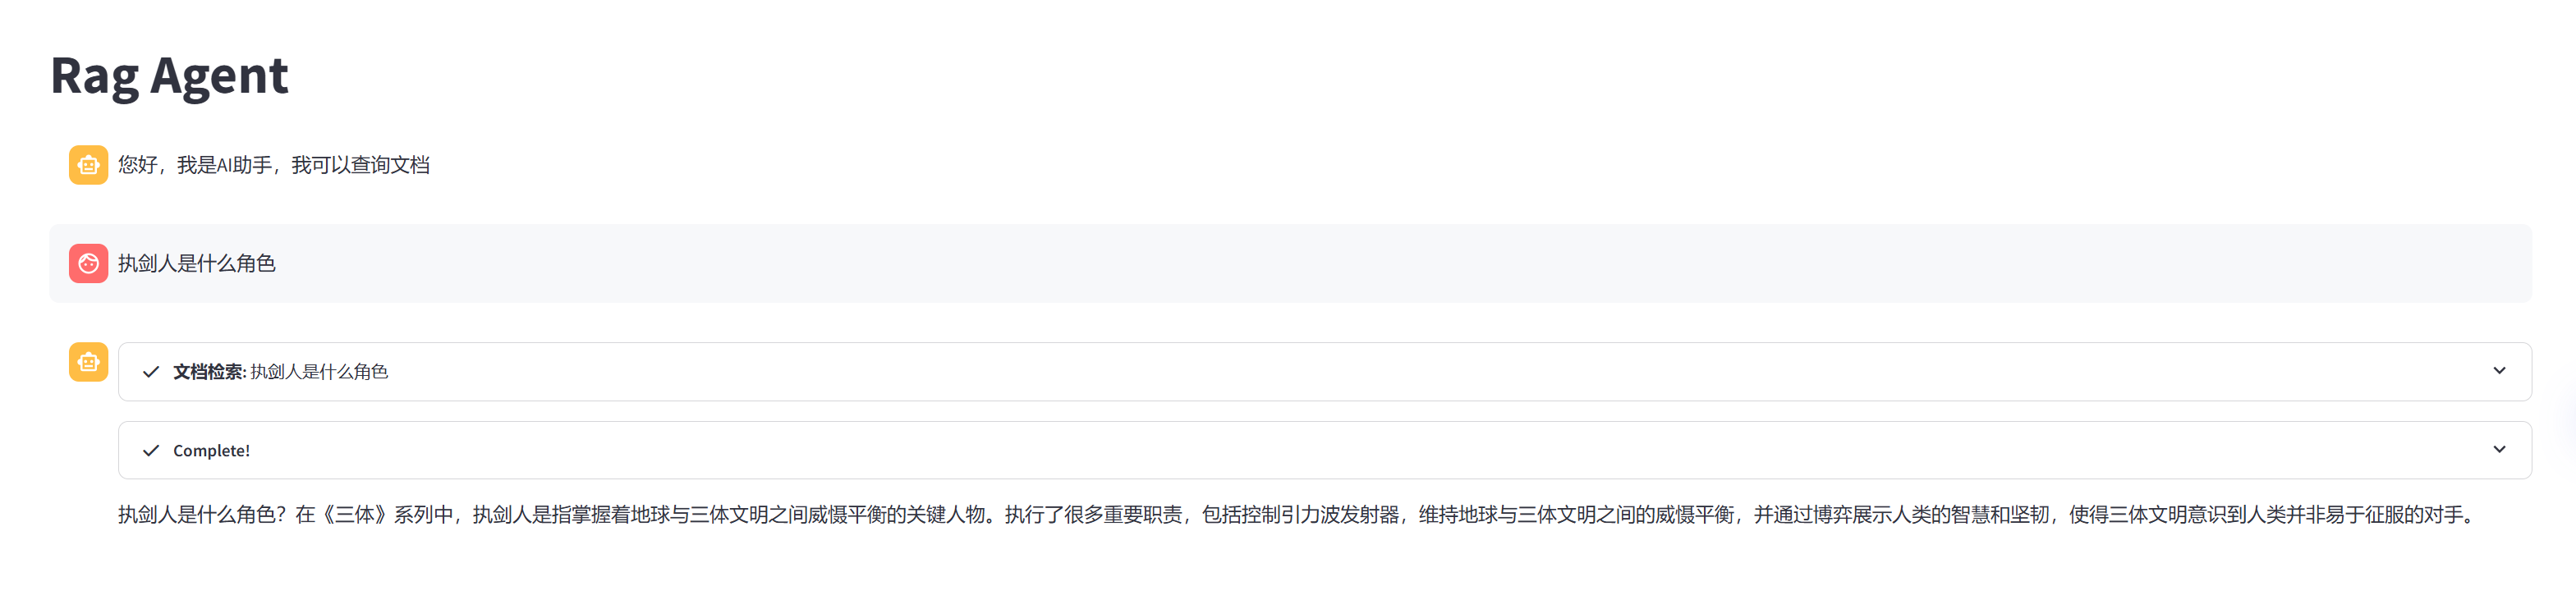 Rag Agent
您好，我是AI助手，我可以查询文档
执剑人是什么角色
文档检索: 执剑人是什么角色
Complete!
执剑人是什么角色？在《三体》系列中，执剑人是指掌握着地球与三体文明之间威慑平衡的关键人物。执行了很多重要职责，包括控制引力波发射器，维持地球与三体文明之间的威慑平衡，并通过博弈展示人类的智慧和坚韧，使得三体文明意识到人类并非易于征服的对手。